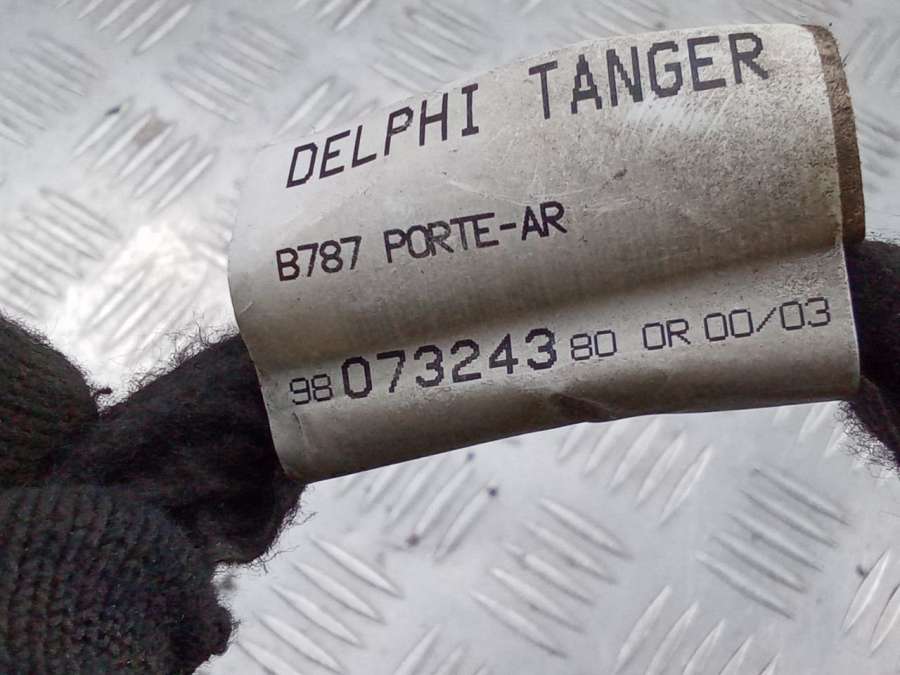 DELPHI TANGER
B787 PORTE-AR
98 073243 80 OR 00/03